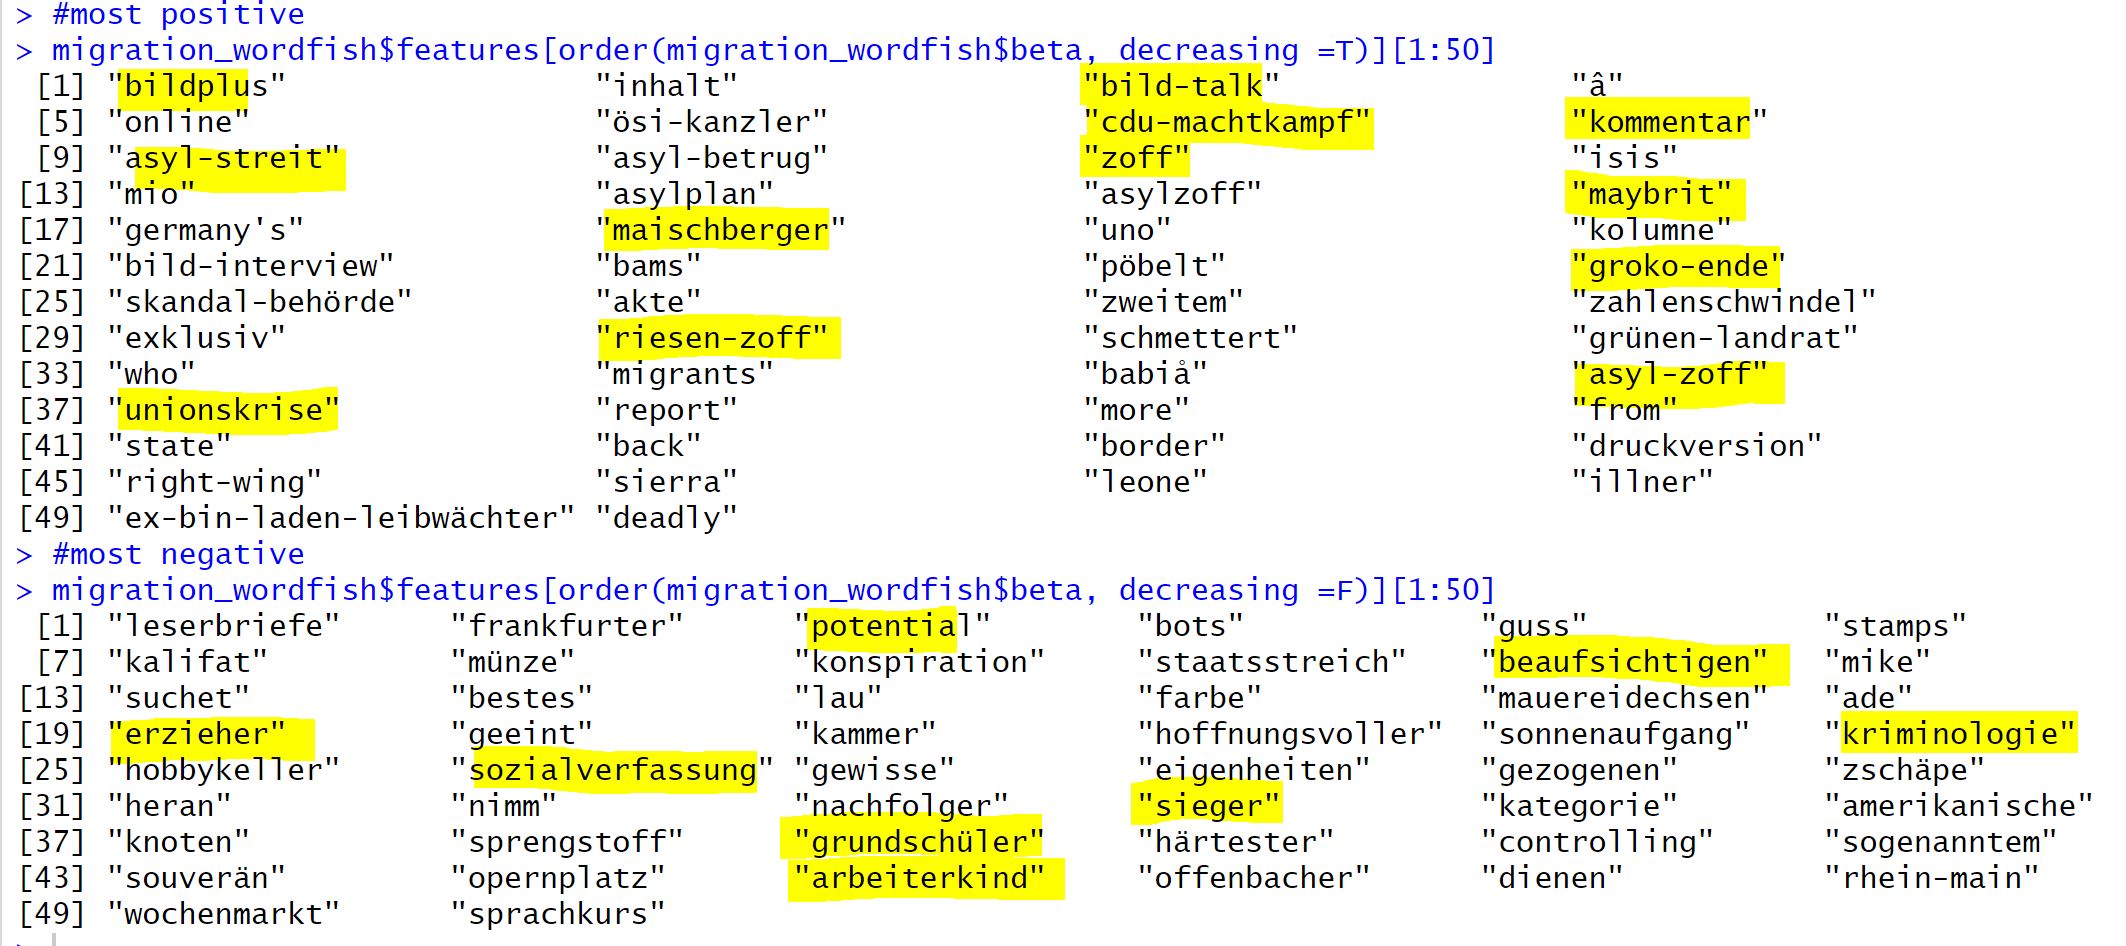 > #most positive
> migration_wordfish$features[order(migration_wordfish$beta, decreasing =T)][1:50]
[1] "bildplus" "inhalt" "bild-talk" "â"
[5] "online" "ösi-kanzler" "cdu-machtkampf" "kommentar"
[9] "asyl-streit" "asyl-betrug" "zoff" "isis"
[13] "mio" "asylplan" "asylzoff" "maybrit"
[17] "germany's" "maischberger" "uno" "kolumne"
[21] "bild-interview" "bams" "pöbelt" "groko-ende"
[25] "skandal-behörde" "akte" "zweitem" "zahlenschwindel"
[29] "exklusiv" "riesen-zoff" "schmettert" "grünen-landrat"
[33] "who" "migrants" "babiå" "asyl-zoff"
[37] "unionskrise" "report" "more" "from"
[41] "state" "back" "border" "druckversion"
[45] "right-wing" "sierra" "leone" "illner"
[49] "ex-bin-laden-leibwächter" "deadly"
> #most negative
> migration_wordfish$features[order(migration_wordfish$beta, decreasing =F)][1:50]
[1] "leserbriefe" "frankfurter" "potential" "bots" "guss" "stamps"
[7] "kalifat" "münze" "konspiration" "staatsstreich" "beaufsichtigen" "mike"
[13] "suchet" "bestes" "lau" "farbe" "mauereidechsen" "ade"
[19] "erzieher" "geeint" "kammer" "hoffnungsvoller" "sonnenaufgang" "kriminologie"
[25] "hobbykeller" "sozialverfassung" "gewisse" "eigenheiten" "gezogenen" "zschäpe"
[31] "heran" "nimm" "nachfolger" "sieger" "kategorie" "amerikanische"
[37] "knoten" "sprengstoff" "grundschüler" "härtester" "controlling" "sogenanntem"
[43] "souverän" "opernplatz" "arbeiterkind" "offenbacher" "dienen" "rhein-main"
[49] "wochenmarkt" "sprachkurs"
>